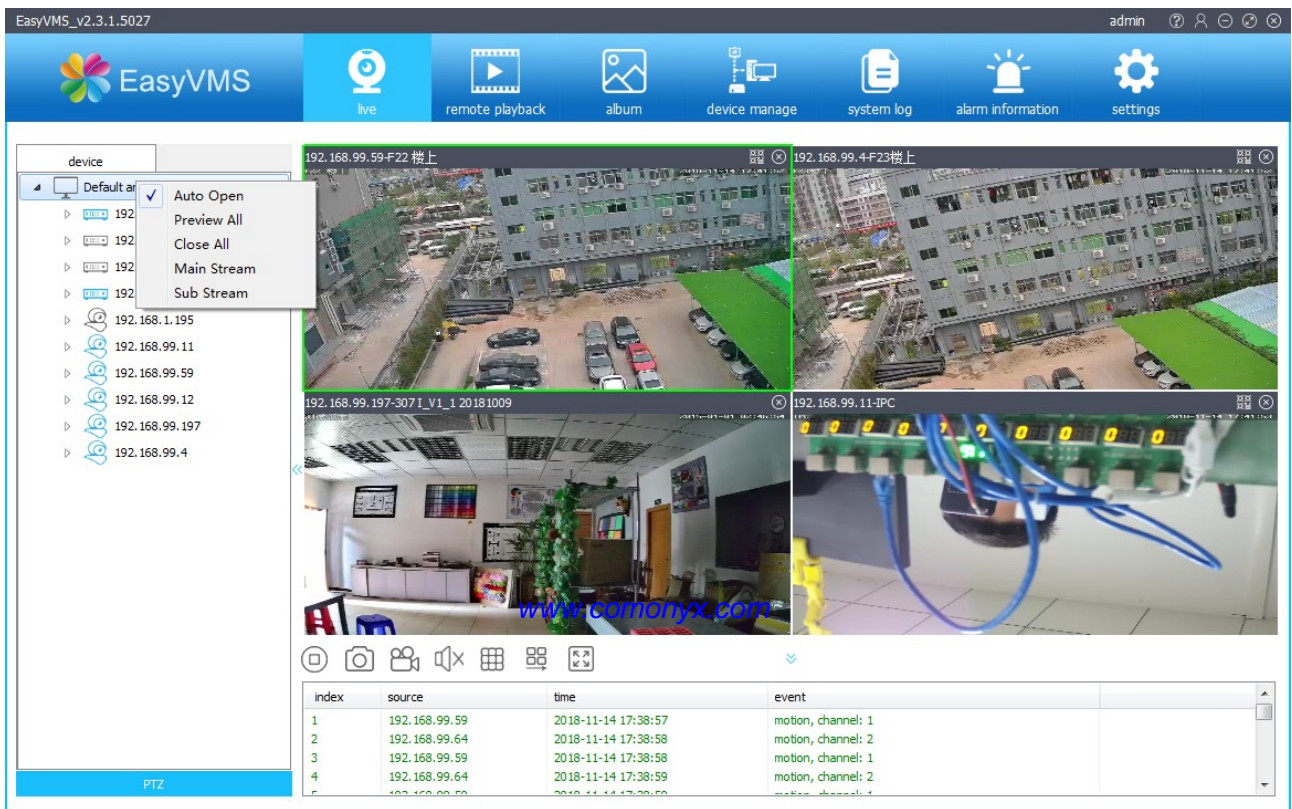 EasyVMS_v2.3.1.5027
admin
EasyVMS
live
remote playback
album
device manage
system log
alarm information
settings
device
Default ar
Auto Open
Preview All
Close All
Main Stream
Sub Stream
192
192
192
192
192.168.1.195
192.168.99.11
192.168.99.59
192.168.99.12
192.168.99.197
192.168.99.4
PTZ
192.168.99.59-F22 楼上
192.168.99.4-F23楼上
192.168.99.197-307 I_V1_1 20181009
192.168.99.11-IPC
www.comonyx.com
index source time event
1 192.168.99.59 2018-11-14 17:38:57 motion, channel: 1
2 192.168.99.64 2018-11-14 17:38:58 motion, channel: 2
3 192.168.99.59 2018-11-14 17:38:58 motion, channel: 1
4 192.168.99.64 2018-11-14 17:38:59 motion, channel: 2